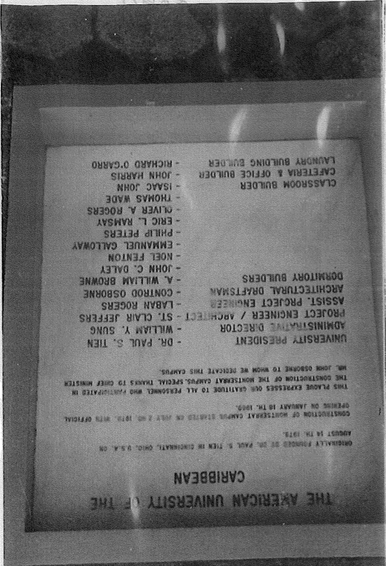 THE AMERICAN UNIVERSITY OF THE
CARIBBEAN
ORIGINALLY FOUNDED BY DR. PAUL S. TIEN IN CINCINNATI, OHIO, U.S.A. ON
AUGUST 14 TH. 1978.
CONSTRUCTION OF MONTSERRAT CAMPUS STARTED ON JULY 2 ND. 1979. WITH OFFICIAL
OPENING ON JANUARY
THIS PLAQUE EXPRESSES OUR GRATITUDE TO ALL PERSONNEL WHO PARTICIPATED IN
THE CONSTRUCTION OF THE MONTSERRAT CAMPUS. SPECIAL THANKS TO CHIEF MINISTER
MR. JOHN OSBORNE TO WHOM WE DEDICATE THIS CAMPUS.
UNIVERSITY PRESIDENT - DR. PAUL S. TIEN
ADMINISTRATIVE DIRECTOR - WILLIAM Y. SUNG
PROJECT ENGINEER / ARCHITECT - ST. CLAIR JEFFERS
ASSIST. PROJECT ENGINEER - ROGERS
ARCHITECTURAL DRAFTSMAN - OSBORNE
DORMITORY BUILDERS - A. WILLIAM BROWNE
- JOHN C. DALEY
- NOEL FENTON
- EMMANUEL GALLOWAY
- PHILIP PETERS
- ERIC L. RAMSAY
- OLIVER A. ROGERS
- THOMAS WADE
CLASSROOM BUILDER - ISAAC JOHN
CAFETERIA & OFFICE BUILDER - JOHN HARRIS
LAUNDRY BUILDING BUILDER - RICHARD O'GARRO